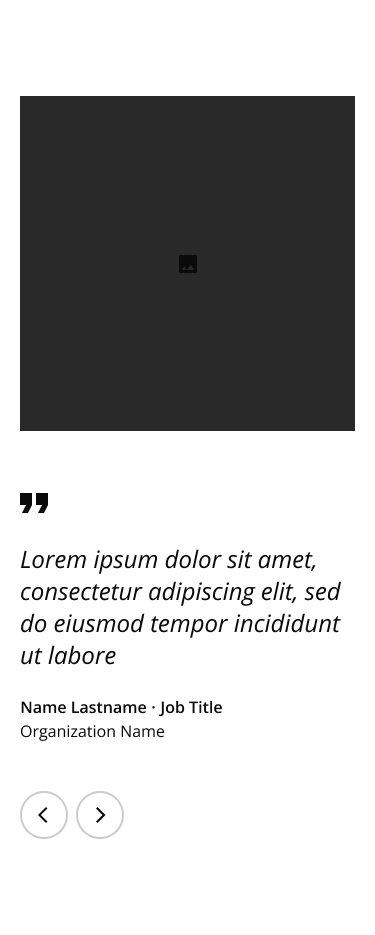 Lorem ipsum dolor sit amet,
consectetur adipiscing elit, sed
do eiusmod tempor incididunt
ut labore
Name Lastname · Job Title
Organization Name